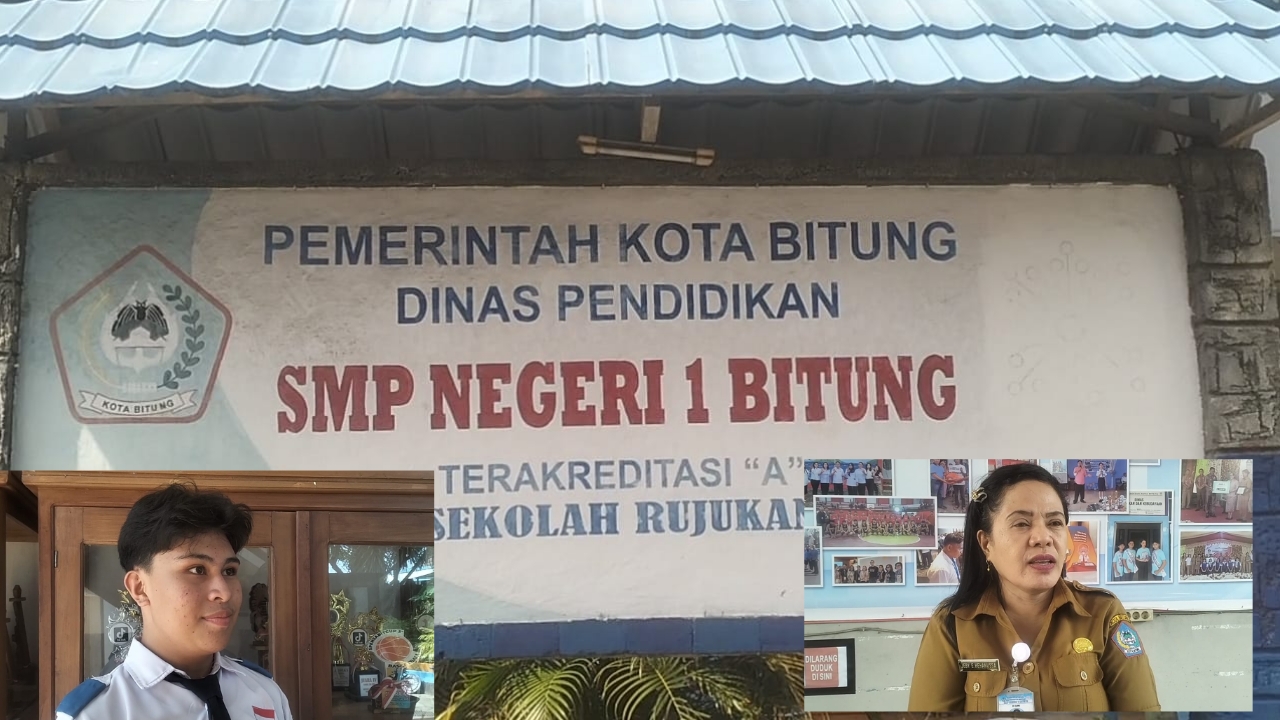 PEMERINTAH KOTA BITUNG
DINAS PENDIDIKAN
SMP NEGERI 1 BITUNG
KOTA BITUNG
TERAKREDITASI "A"
SEKOLAH RUJUKAN
DILARANG
DUDUK
DI SINI